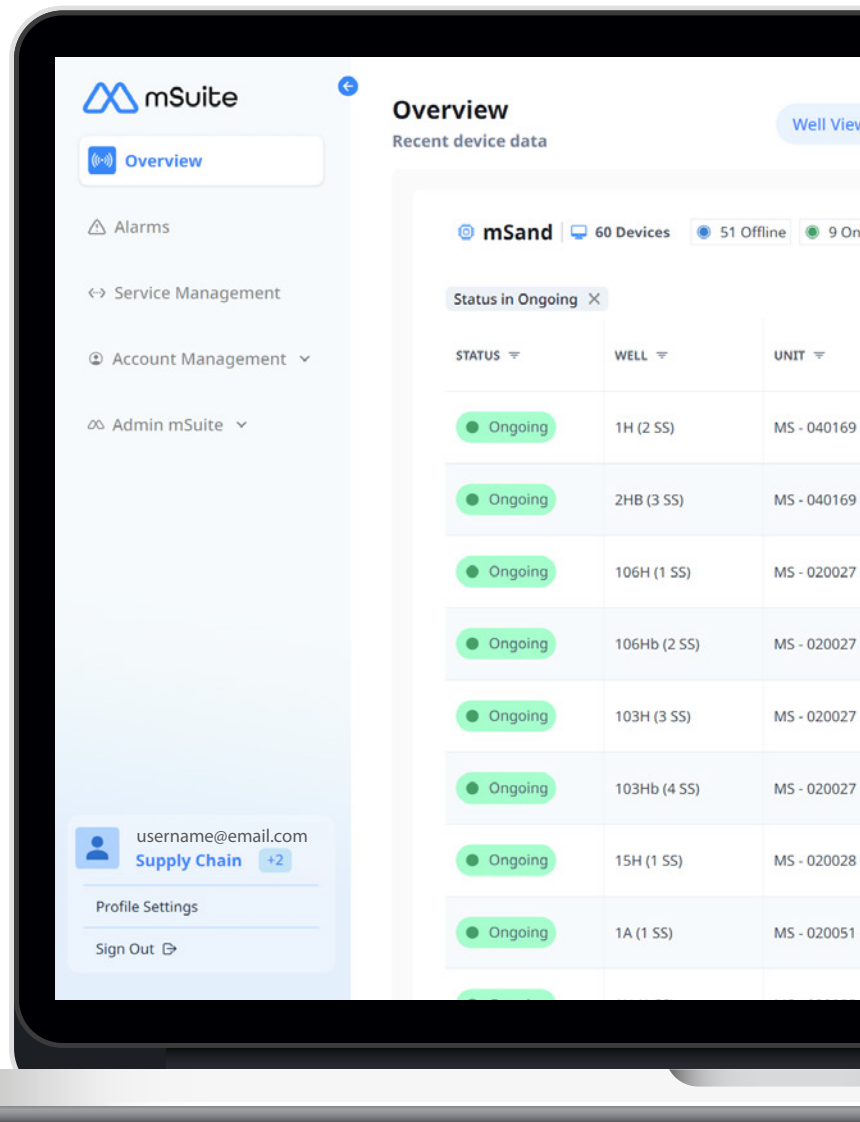 mSuite
Overview
Alarms
Service Management
Account Management
Admin mSuite
username@email.com
Supply Chain +2
Profile Settings
Sign Out
Overview
Recent device data
Well View
mSand 60 Devices 51 Offline 9 On
Status in Ongoing
STATUS WELL UNIT
Ongoing 1H (2 SS) MS - 040169
Ongoing 2HB (3 SS) MS - 040169
Ongoing 106H (1 SS) MS - 020027
Ongoing 106Hb (2 SS) MS - 020027
Ongoing 103H (3 SS) MS - 020027
Ongoing 103Hb (4 SS) MS - 020027
Ongoing 15H (1 SS) MS - 020028
Ongoing 1A (1 SS) MS - 020051